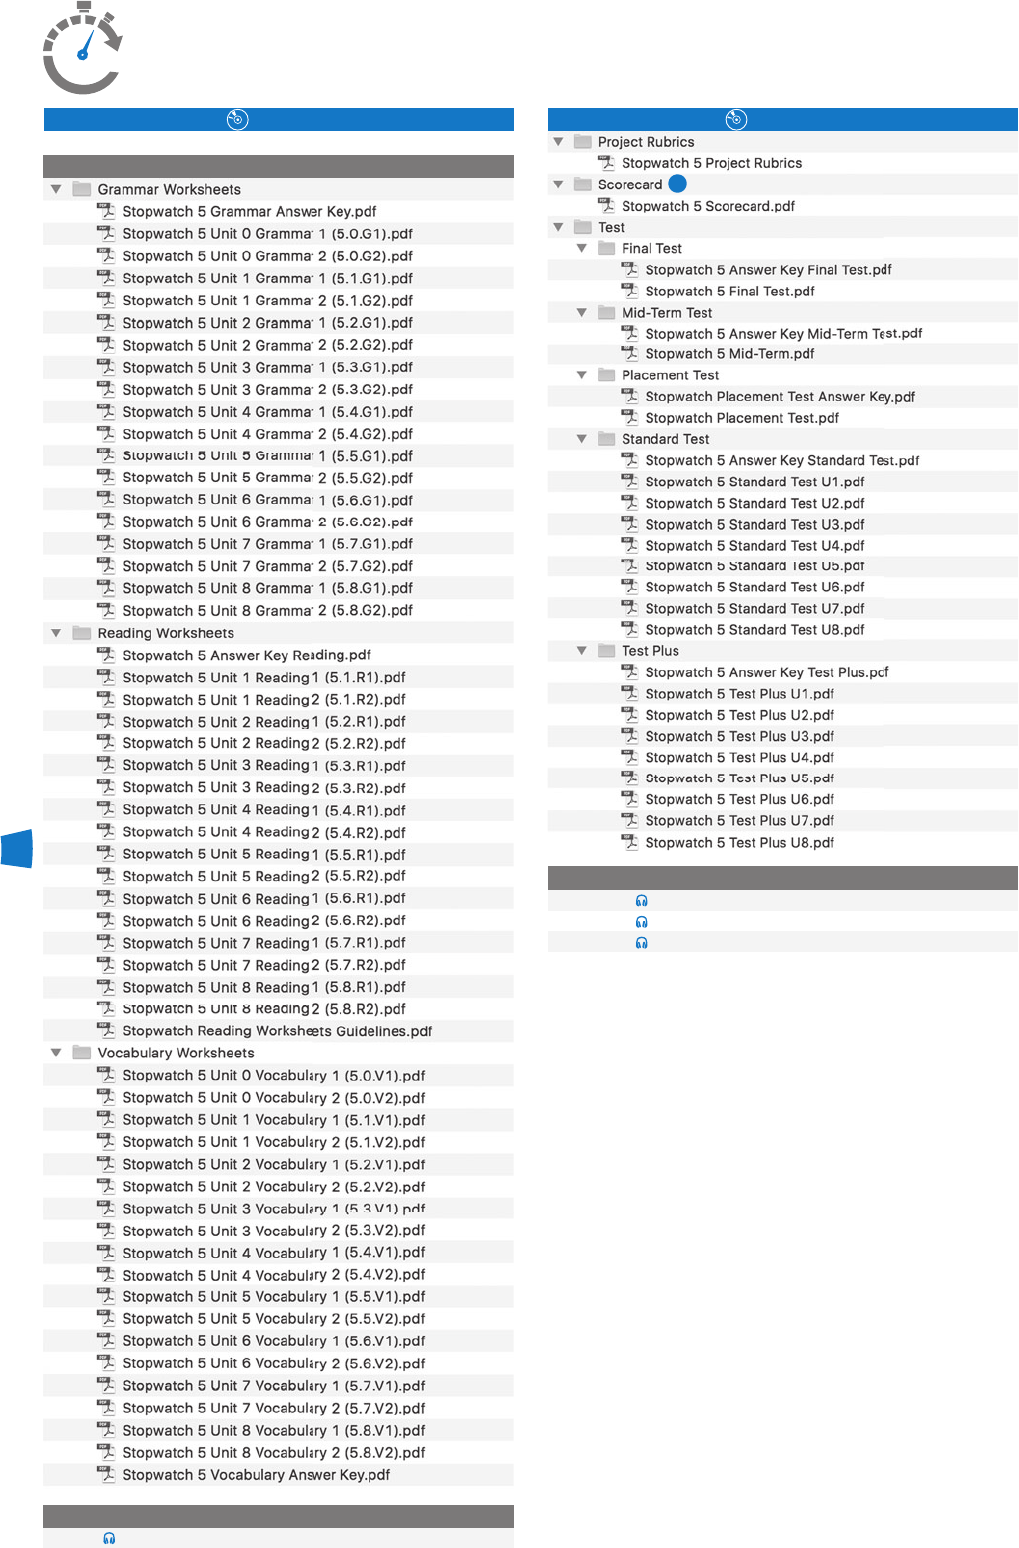 Grammar Worksheets
Stopwatch 5 Grammar Answer Key.pdf
Stopwatch 5 Unit 0 Grammar 1 (5.0.G1).pdf
Stopwatch 5 Unit 0 Grammar 2 (5.0.G2).pdf
Stopwatch 5 Unit 1 Grammar 1 (5.1.G1).pdf
Stopwatch 5 Unit 1 Grammar 2 (5.1.G2).pdf
Stopwatch 5 Unit 2 Grammar 1 (5.2.G1).pdf
Stopwatch 5 Unit 2 Grammar 2 (5.2.G2).pdf
Stopwatch 5 Unit 3 Grammar 1 (5.3.G1).pdf
Stopwatch 5 Unit 3 Grammar 2 (5.3.G2).pdf
Stopwatch 5 Unit 4 Grammar 1 (5.4.G1).pdf
Stopwatch 5 Unit 4 Grammar 2 (5.4.G2).pdf
Stopwatch 5 Unit 5 Grammar 1 (5.5.G1).pdf
Stopwatch 5 Unit 5 Grammar 2 (5.5.G2).pdf
Stopwatch 5 Unit 6 Grammar 1 (5.6.G1).pdf
Stopwatch 5 Unit 6 Grammar 2 (5.6.G2).pdf
Stopwatch 5 Unit 7 Grammar 1 (5.7.G1).pdf
Stopwatch 5 Unit 7 Grammar 2 (5.7.G2).pdf
Stopwatch 5 Unit 8 Grammar 1 (5.8.G1).pdf
Stopwatch 5 Unit 8 Grammar 2 (5.8.G2).pdf
Reading Worksheets
Stopwatch 5 Answer Key Reading.pdf
Stopwatch 5 Unit 1 Reading 1 (5.1.R1).pdf
Stopwatch 5 Unit 1 Reading 2 (5.1.R2).pdf
Stopwatch 5 Unit 2 Reading 1 (5.2.R1).pdf
Stopwatch 5 Unit 2 Reading 2 (5.2.R2).pdf
Stopwatch 5 Unit 3 Reading 1 (5.3.R1).pdf
Stopwatch 5 Unit 3 Reading 2 (5.3.R2).pdf
Stopwatch 5 Unit 4 Reading 1 (5.4.R1).pdf
Stopwatch 5 Unit 4 Reading 2 (5.4.R2).pdf
Stopwatch 5 Unit 5 Reading 1 (5.5.R1).pdf
Stopwatch 5 Unit 5 Reading 2 (5.5.R2).pdf
Stopwatch 5 Unit 6 Reading 1 (5.6.R1).pdf
Stopwatch 5 Unit 6 Reading 2 (5.6.R2).pdf
Stopwatch 5 Unit 7 Reading 1 (5.7.R1).pdf
Stopwatch 5 Unit 7 Reading 2 (5.7.R2).pdf
Stopwatch 5 Unit 8 Reading 1 (5.8.R1).pdf
Stopwatch 5 Unit 8 Reading 2 (5.8.R2).pdf
Stopwatch Reading Worksheets Guidelines.pdf
Vocabulary Worksheets
Stopwatch 5 Unit 0 Vocabulary 1 (5.0.V1).pdf
Stopwatch 5 Unit 0 Vocabulary 2 (5.0.V2).pdf
Stopwatch 5 Unit 1 Vocabulary 1 (5.1.V1).pdf
Stopwatch 5 Unit 1 Vocabulary 2 (5.1.V2).pdf
Stopwatch 5 Unit 2 Vocabulary 1 (5.2.V1).pdf
Stopwatch 5 Unit 2 Vocabulary 2 (5.2.V2).pdf
Stopwatch 5 Unit 3 Vocabulary 1 (5.3.V1).pdf
Stopwatch 5 Unit 3 Vocabulary 2 (5.3.V2).pdf
Stopwatch 5 Unit 4 Vocabulary 1 (5.4.V1).pdf
Stopwatch 5 Unit 4 Vocabulary 2 (5.4.V2).pdf
Stopwatch 5 Unit 5 Vocabulary 1 (5.5.V1).pdf
Stopwatch 5 Unit 5 Vocabulary 2 (5.5.V2).pdf
Stopwatch 5 Unit 6 Vocabulary 1 (5.6.V1).pdf
Stopwatch 5 Unit 6 Vocabulary 2 (5.6.V2).pdf
Stopwatch 5 Unit 7 Vocabulary 1 (5.7.V1).pdf
Stopwatch 5 Unit 7 Vocabulary 2 (5.7.V2).pdf
Stopwatch 5 Unit 8 Vocabulary 1 (5.8.V1).pdf
Stopwatch 5 Unit 8 Vocabulary 2 (5.8.V2).pdf
Stopwatch 5 Vocabulary Answer Key.pdf
Project Rubrics
Stopwatch 5 Project Rubrics
Scorecard
Stopwatch 5 Scorecard.pdf
Test
Final Test
Stopwatch 5 Answer Key Final Test.pdf
Stopwatch 5 Final Test.pdf
Mid-Term Test
Stopwatch 5 Answer Key Mid-Term Test.pdf
Stopwatch 5 Mid-Term.pdf
Placement Test
Stopwatch Placement Test Answer Key.pdf
Stopwatch Placement Test.pdf
Standard Test
Stopwatch 5 Answer Key Standard Test.pdf
Stopwatch 5 Standard Test U1.pdf
Stopwatch 5 Standard Test U2.pdf
Stopwatch 5 Standard Test U3.pdf
Stopwatch 5 Standard Test U4.pdf
Stopwatch 5 Standard Test U5.pdf
Stopwatch 5 Standard Test U6.pdf
Stopwatch 5 Standard Test U7.pdf
Stopwatch 5 Standard Test U8.pdf
Test Plus
Stopwatch 5 Answer Key Test Plus.pdf
Stopwatch 5 Test Plus U1.pdf
Stopwatch 5 Test Plus U2.pdf
Stopwatch 5 Test Plus U3.pdf
Stopwatch 5 Test Plus U4.pdf
Stopwatch 5 Test Plus U5.pdf
Stopwatch 5 Test Plus U6.pdf
Stopwatch 5 Test Plus U7.pdf
Stopwatch 5 Test Plus U8.pdf